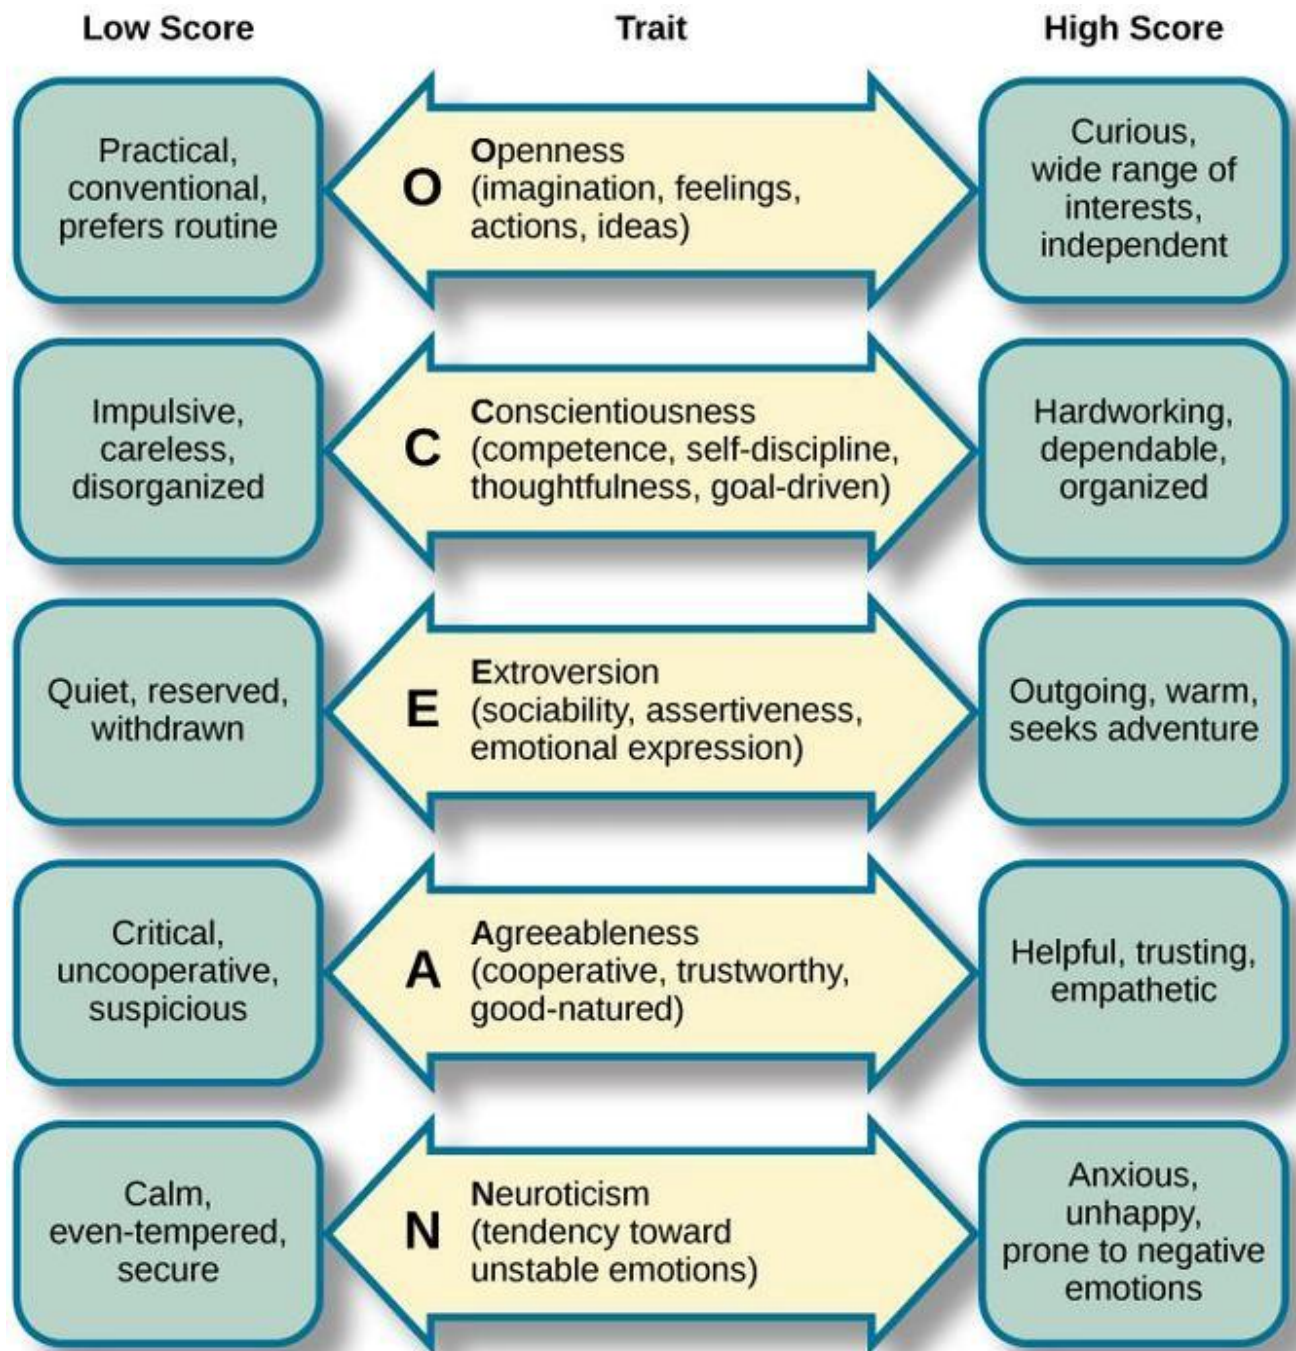 Low Score
Trait
High Score
Practical,
conventional,
prefers routine
O
Openness
(imagination, feelings,
actions, ideas)
Curious,
wide range of
interests,
independent
Impulsive,
careless,
disorganized
C
Conscientiousness
(competence, self-discipline,
thoughtfulness, goal-driven)
Hardworking,
dependable,
organized
Quiet, reserved,
withdrawn
E
Extroversion
(sociability, assertiveness,
emotional expression)
Outgoing, warm,
seeks adventure
Critical,
uncooperative,
suspicious
A
Agreeableness
(cooperative, trustworthy,
good-natured)
Helpful, trusting,
empathetic
Calm,
even-tempered,
secure
N
Neuroticism
(tendency toward
unstable emotions)
Anxious,
unhappy,
prone to negative
emotions